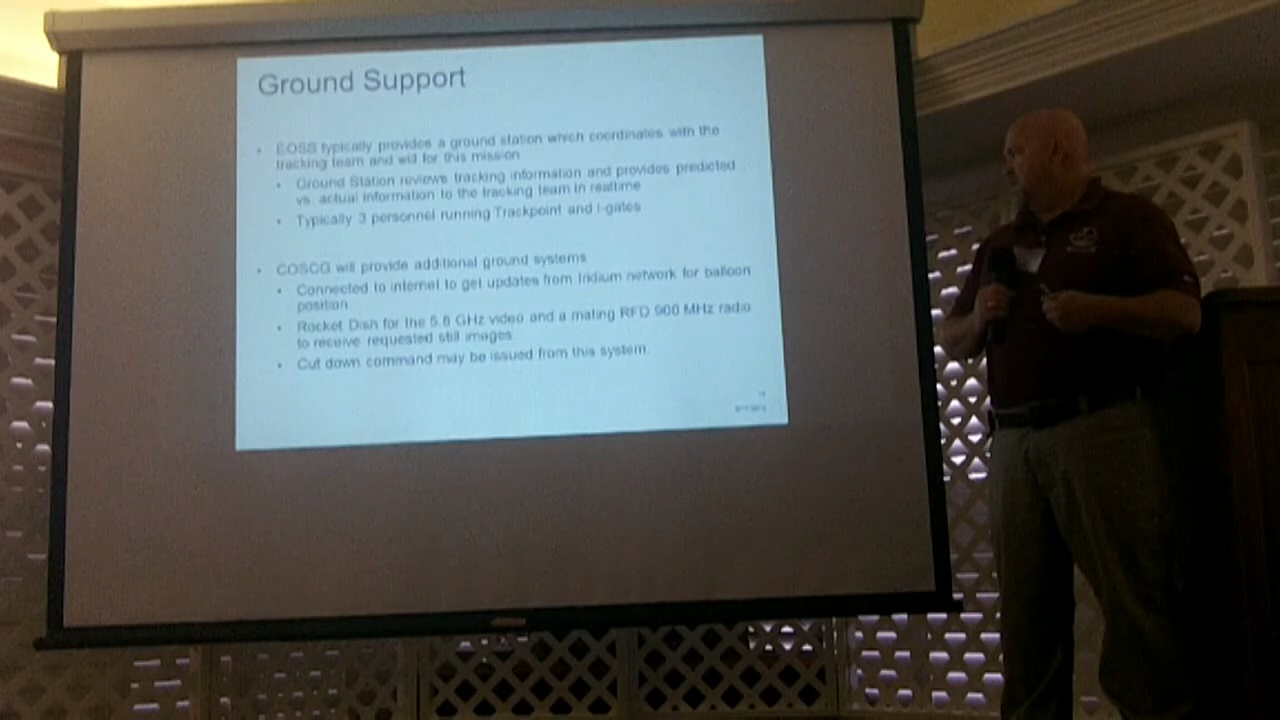 Ground Support
• EOSS typically provides a ground station which coordinates with the
tracking team and will for this mission
• Ground Station reviews tracking information and provides predicted
vs. actual information to the tracking team in realtime
• Typically 3 personnel running Trackpoint and I-gates
• COSCG will provide additional ground systems
• Connected to internet to get updates from Iridium network for balloon
position.
• Rocket Dish for the 5.8 GHz video and a mating RFD 900 MHz radio
to receive requested still images.
• Cut down command may be issued from this system.